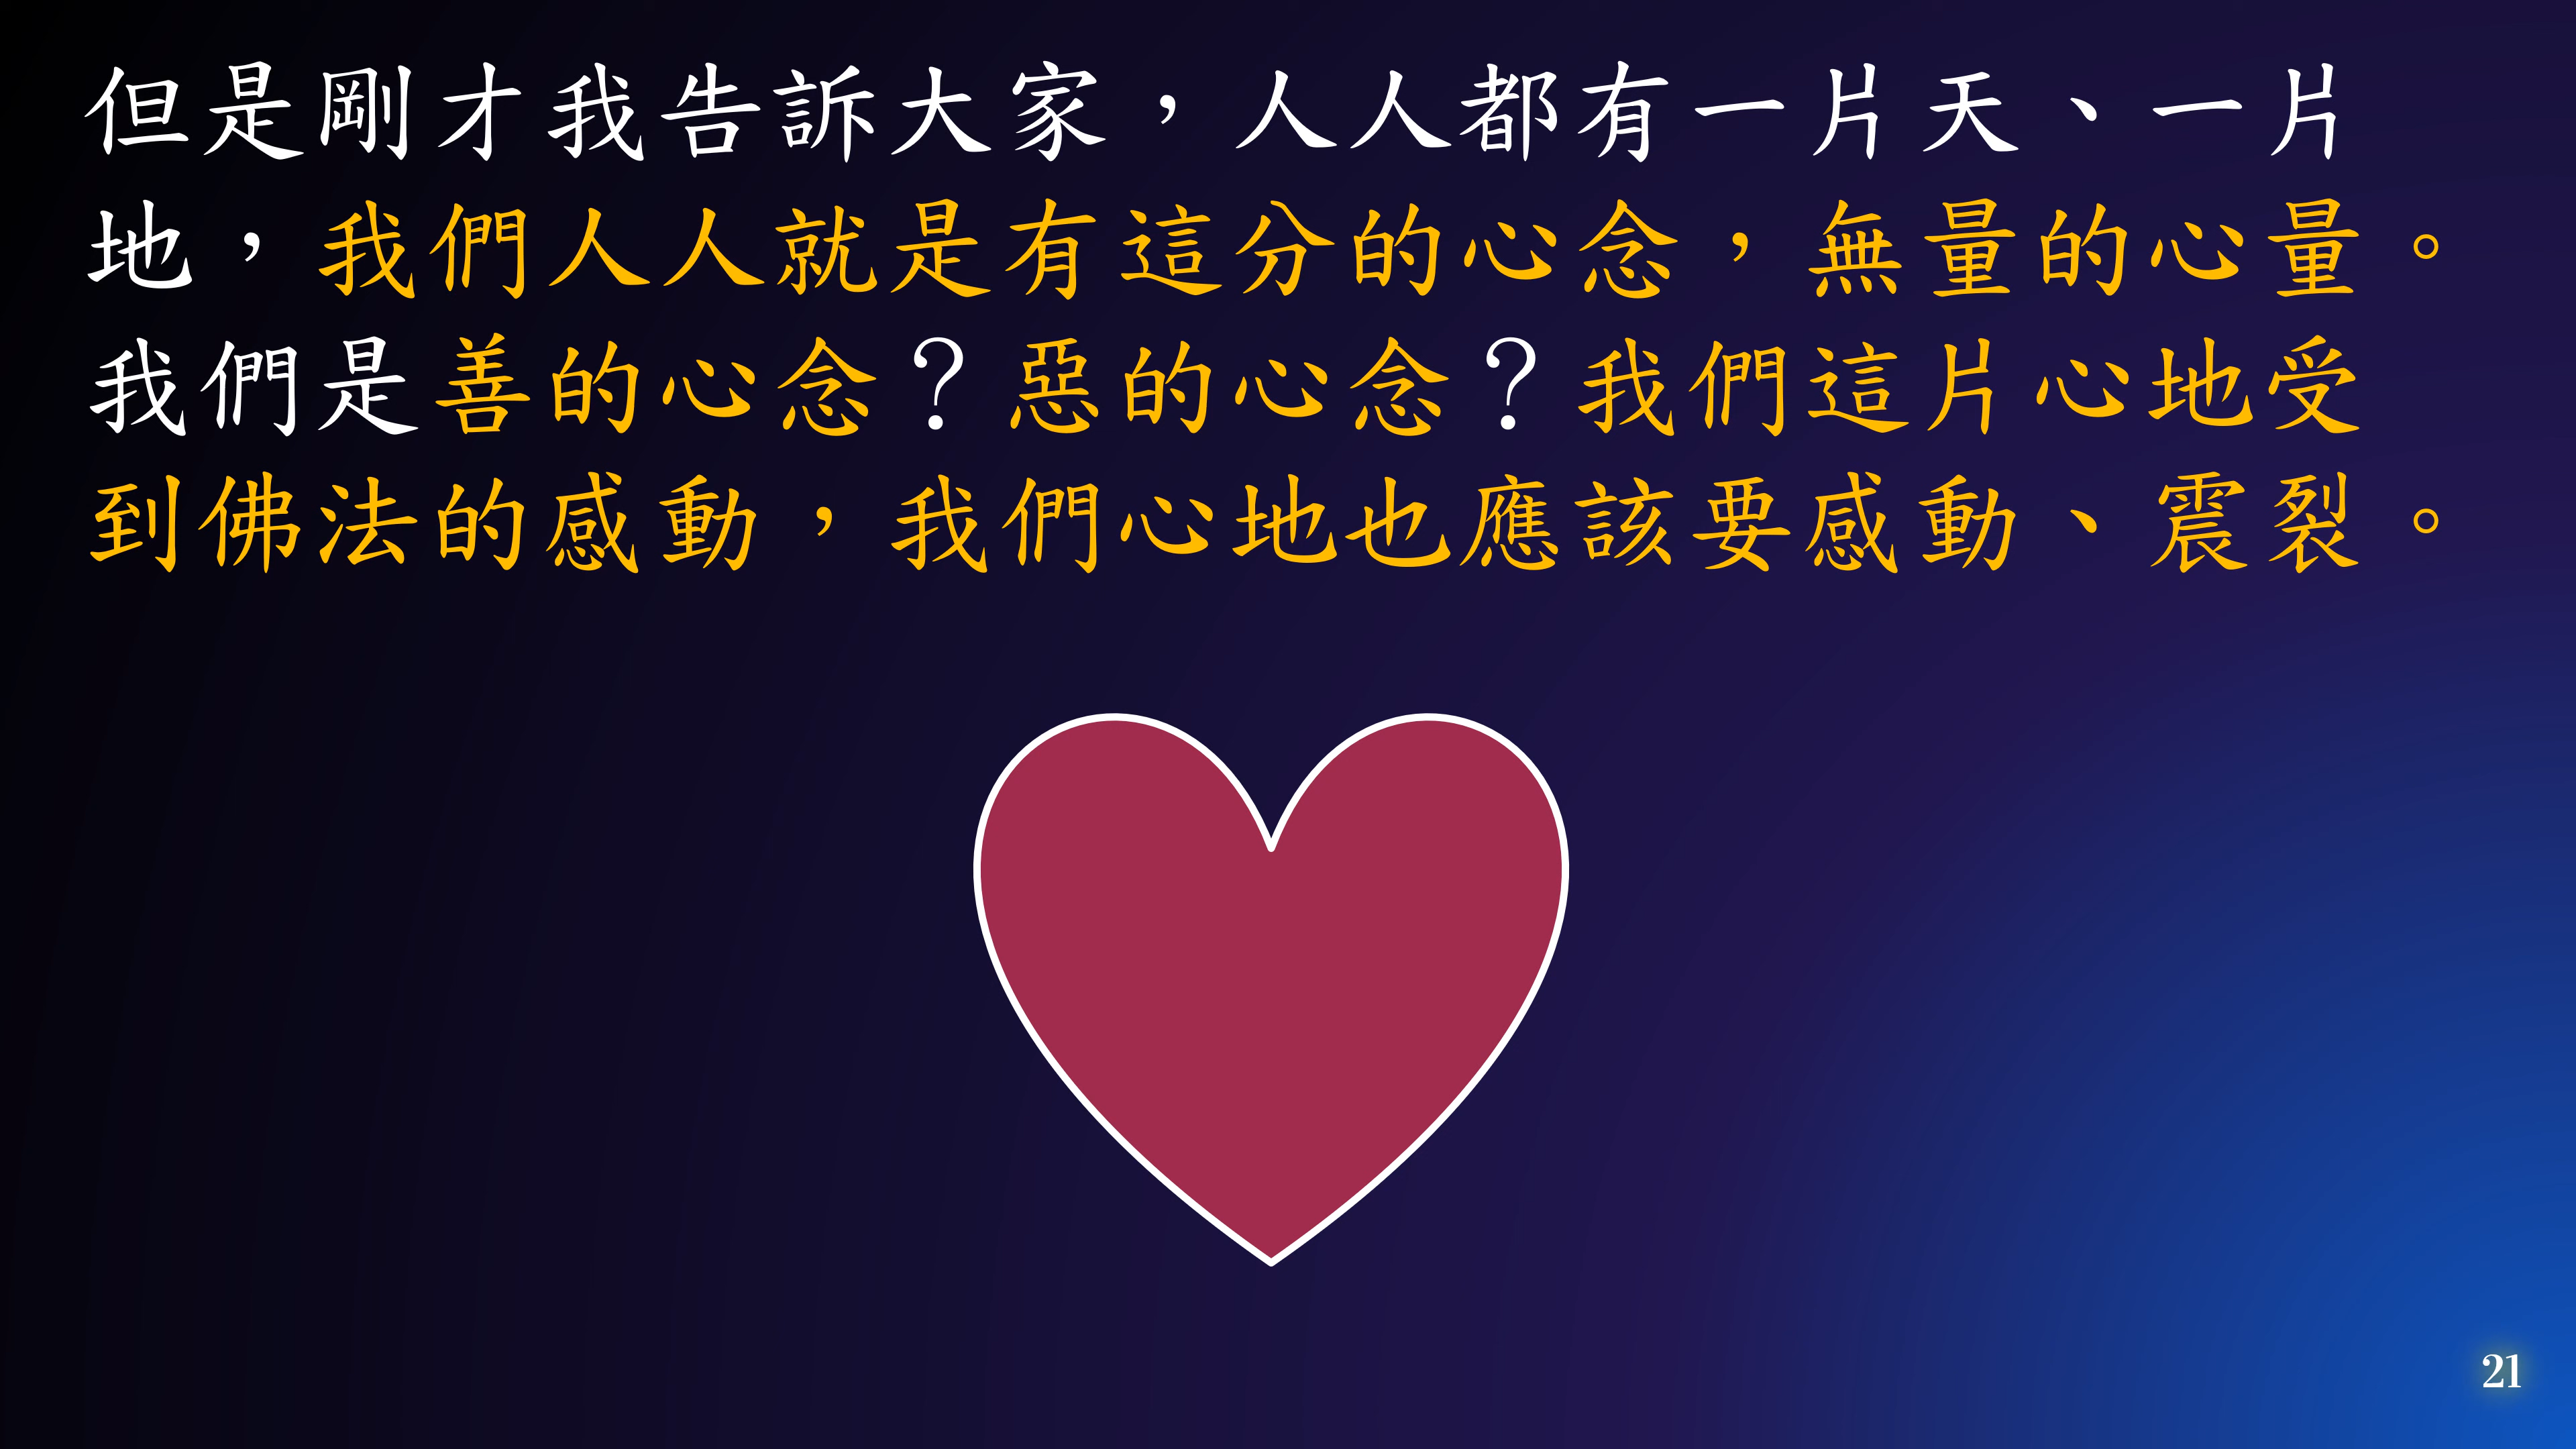 但是剛才我告訴大家，人人都有一片天、一片
地，我們人人就是有這分的心念，無量的心量。
我們是善的心念？惡的心念？我們這片心地受
到佛法的感動，我們心地也應該要感動、震裂。
21